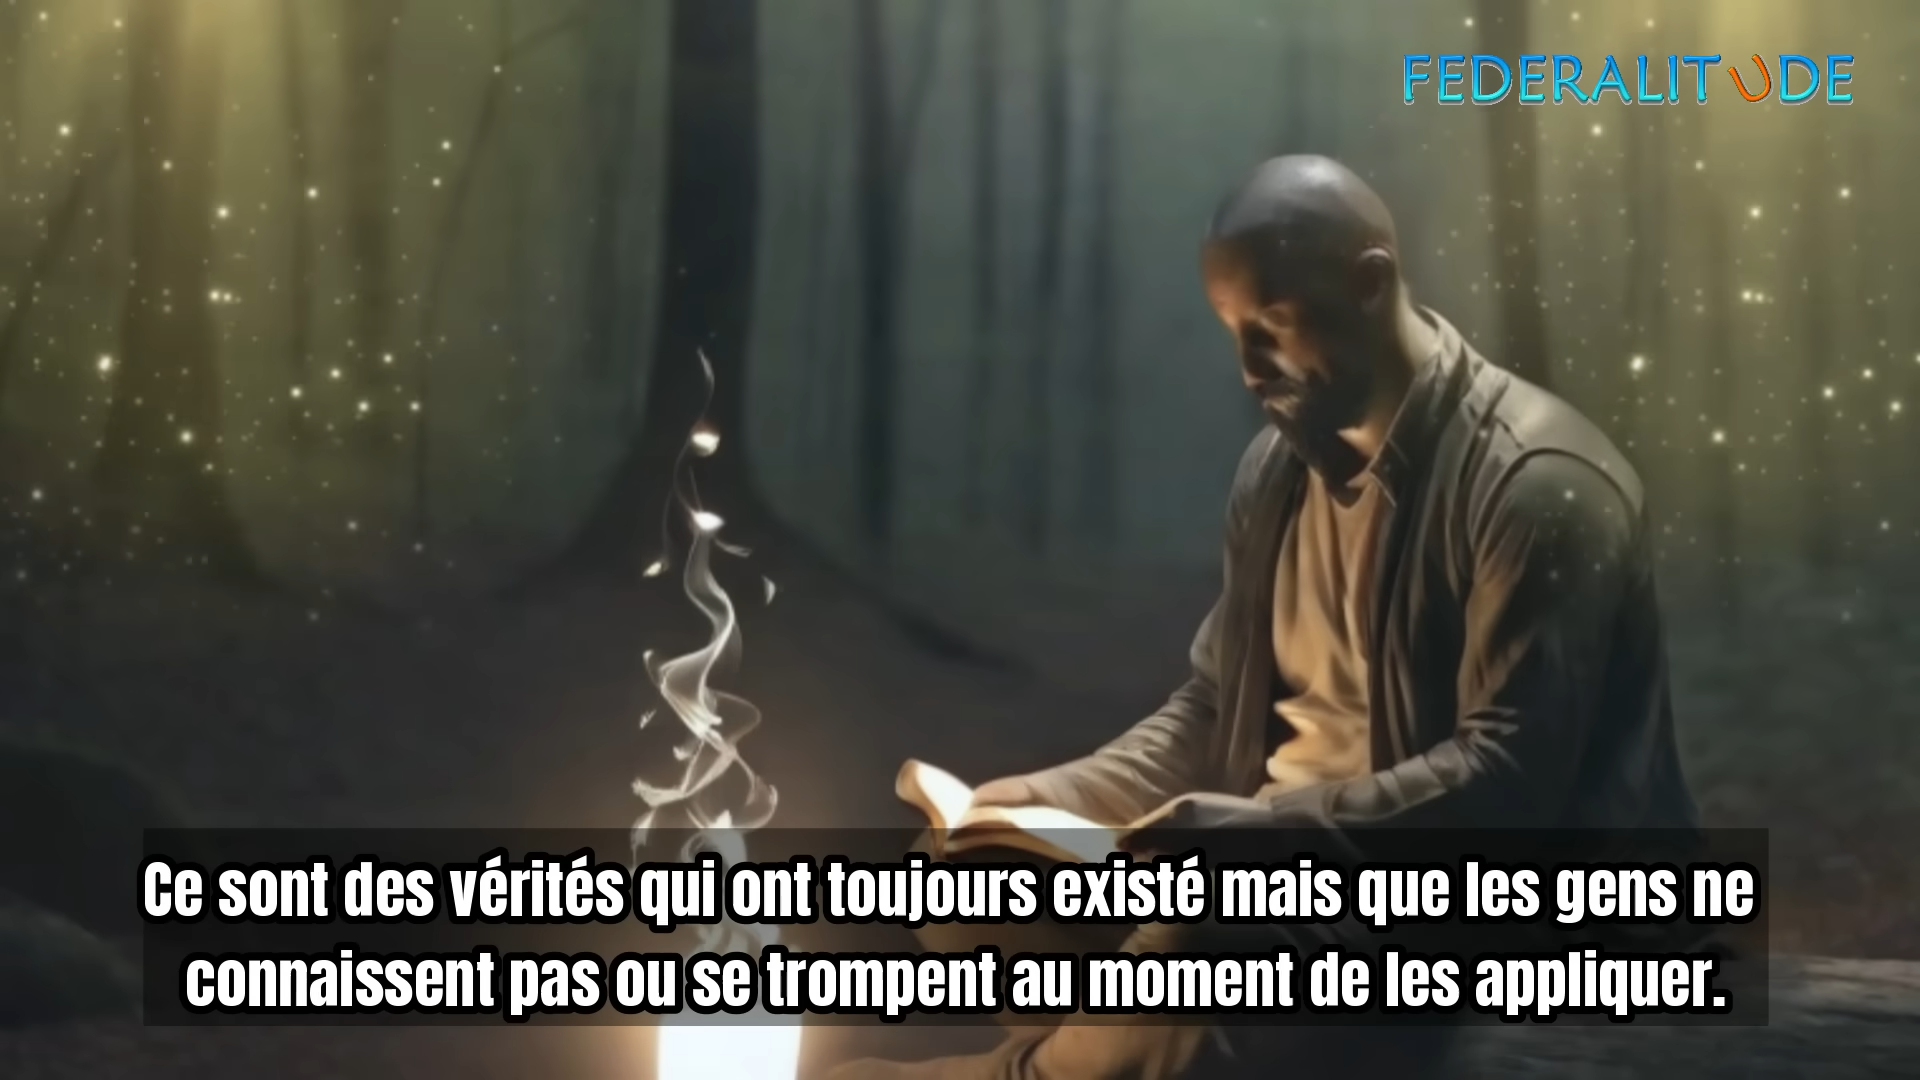 FEDERALITUDE
Ce sont des vérités qui ont toujours existé mais que les gens ne
connaissent pas ou se trompent au moment de les appliquer.